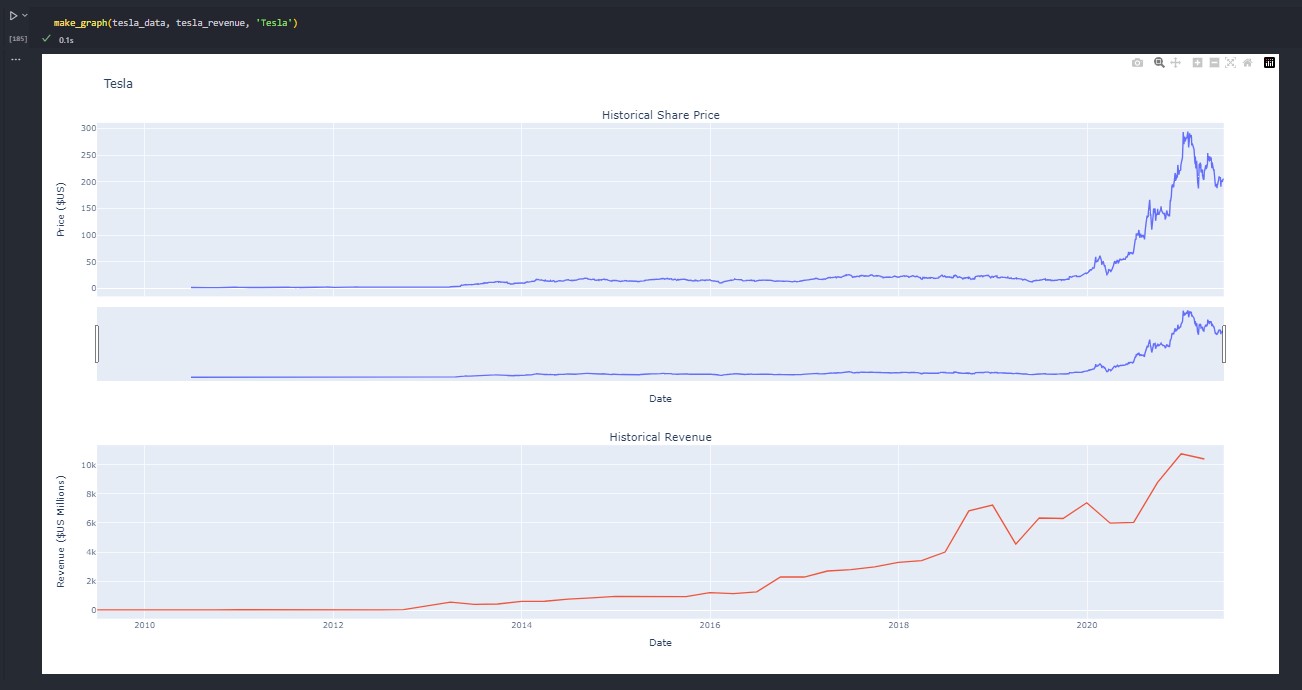 make_graph(tesla_data, tesla_revenue, 'Tesla')
[185]
0.1s
...
Tesla
Historical Share Price
300
250
200
150
100
50
0
Price ($US)
Date
Historical Revenue
10k
8k
6k
4k
2k
0
Revenue ($US Millions)
2010 2012 2014 2016 2018 2020
Date